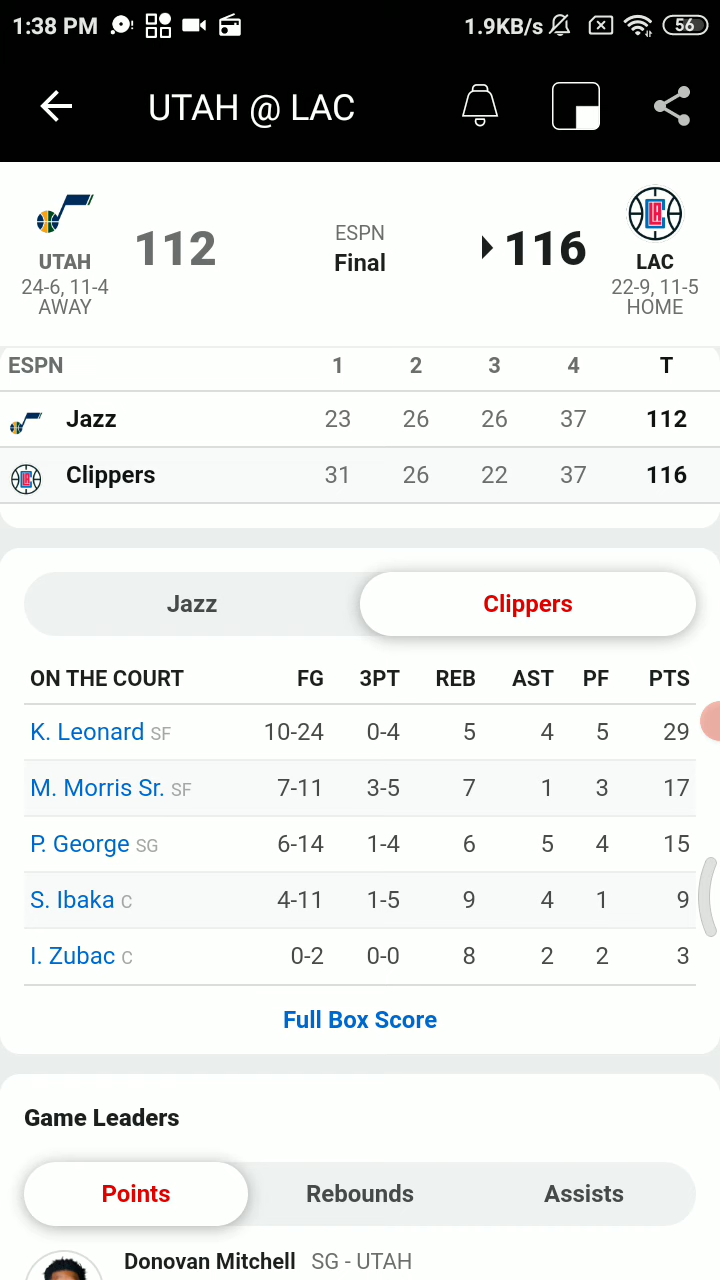 1:38 PM 1.9KB/s 56
UTAH @ LAC
UTAH 112 ESPN 116 LAC
24-6, 11-4 Final 22-9, 11-5
AWAY HOME
ESPN 1 2 3 4 T
Jazz 23 26 26 37 112
Clippers 31 26 22 37 116
Jazz Clippers
ON THE COURT FG 3PT REB AST PF PTS
K. Leonard SF 10-24 0-4 5 4 5 29
M. Morris Sr. SF 7-11 3-5 7 1 3 17
P. George SG 6-14 1-4 6 5 4 15
S. Ibaka C 4-11 1-5 9 4 1 9
I. Zubac C 0-2 0-0 8 2 2 3
Full Box Score
Game Leaders
Points Rebounds Assists
Donovan Mitchell SG - UTAH